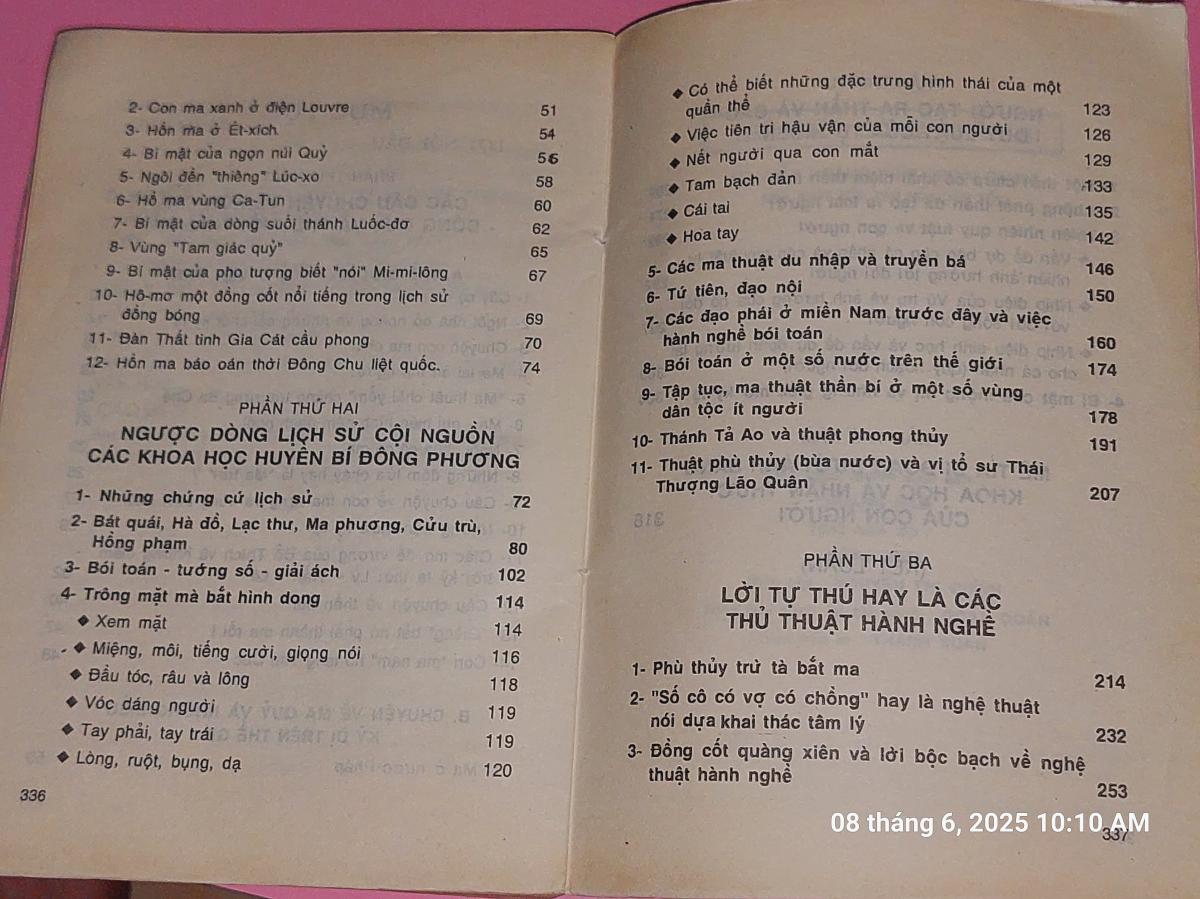 2- Con ma xanh ở điện Louvre 51
3- Hồn ma ở Ét-xích 54
4- Bí mật của ngọn núi Quỷ 56
5- Ngôi đền "thiêng" Lúc-xo 58
6- Hồ ma vùng Ca-Tun 60
7- Bí mật của dòng suối thánh Luốc-đơ 62
8- Vùng "Tam giác quỷ" 65
9- Bí mật của pho tượng biết "nói" Mi-mi-lông 67
10- Hô-mơ một đồng cốt nổi tiếng trong lịch sử
đồng bóng 69
11- Đàn Thất tinh Gia Cát cầu phong 70
12- Hồn ma báo oán thời Đông Chu liệt quốc. 74
PHẦN THỨ HAI
NGƯỢC DÒNG LỊCH SỬ CỘI NGUỒN
CÁC KHOA HỌC HUYỀN BÍ ĐÔNG PHƯƠNG
1- Những chứng cứ lịch sử 72
2- Bát quái, Hà đồ, Lạc thư, Ma phương, Cửu trù,
Hồng phạm 80
3- Bói toán - tướng số - giải ách 102
4- Trông mặt mà bắt hình dong 114
◆ Xem mặt 114
◆ Miệng, môi, tiếng cười, giọng nói 116
◆ Đầu tóc, râu và lông 118
◆ Vóc dáng người 119
◆ Tay phải, tay trái 119
◆ Lòng, ruột, bụng, dạ 120
336
◆ Có thể biết những đặc trưng hình thái của một
quần thể 123
◆ Việc tiên tri hậu vận của mỗi con người 126
◆ Nết người qua con mắt 129
◆ Tam bạch đản 133
◆ Cái tai 135
◆ Hoa tay 142
5- Các ma thuật du nhập và truyền bá 146
6- Tứ tiên, đạo nội 150
7- Các đạo phái ở miền Nam trước đây và việc
hành nghề bói toán 160
8- Bói toán ở một số nước trên thế giới 174
9- Tập tục, ma thuật thần bí ở một số vùng
dân tộc ít người 178
10- Thánh Tả Ao và thuật phong thủy 191
11- Thuật phù thủy (bùa nước) và vị tổ sư Thái
Thượng Lão Quân 207
PHẦN THỨ BA
LỜI TỰ THÚ HAY LÀ CÁC
THỦ THUẬT HÀNH NGHỀ
1- Phù thủy trừ tà bắt ma 214
2- "Số cô có vợ có chồng" hay là nghệ thuật
nói dựa khai thác tâm lý 232
3- Đồng cốt quàng xiên và lời bộc bạch về nghệ
thuật hành nghề 253
337
08 tháng 6, 2025 10:10 AM